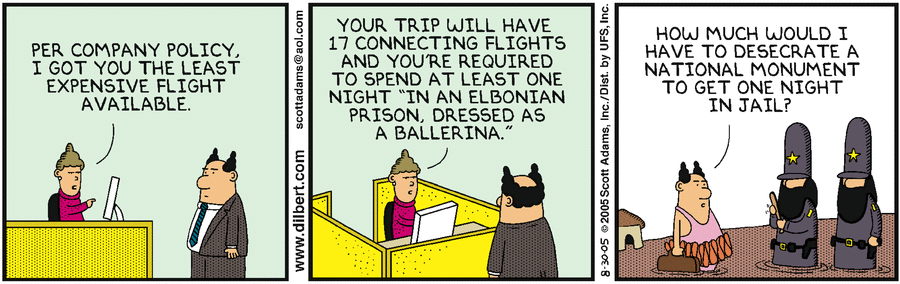 PER COMPANY POLICY,
I GOT YOU THE LEAST
EXPENSIVE FLIGHT
AVAILABLE.
www.dilbert.com
scottadams@aol.com
YOUR TRIP WILL HAVE
17 CONNECTING FLIGHTS
AND YOU'RE REQUIRED
TO SPEND AT LEAST ONE
NIGHT "IN AN ELBONIAN
PRISON, DRESSED AS
A BALLERINA."
8-30-05 © 2005 Scott Adams, Inc./Dist. by UFS, Inc.
HOW MUCH WOULD I
HAVE TO DESECRATE A
NATIONAL MONUMENT
TO GET ONE NIGHT
IN JAIL?